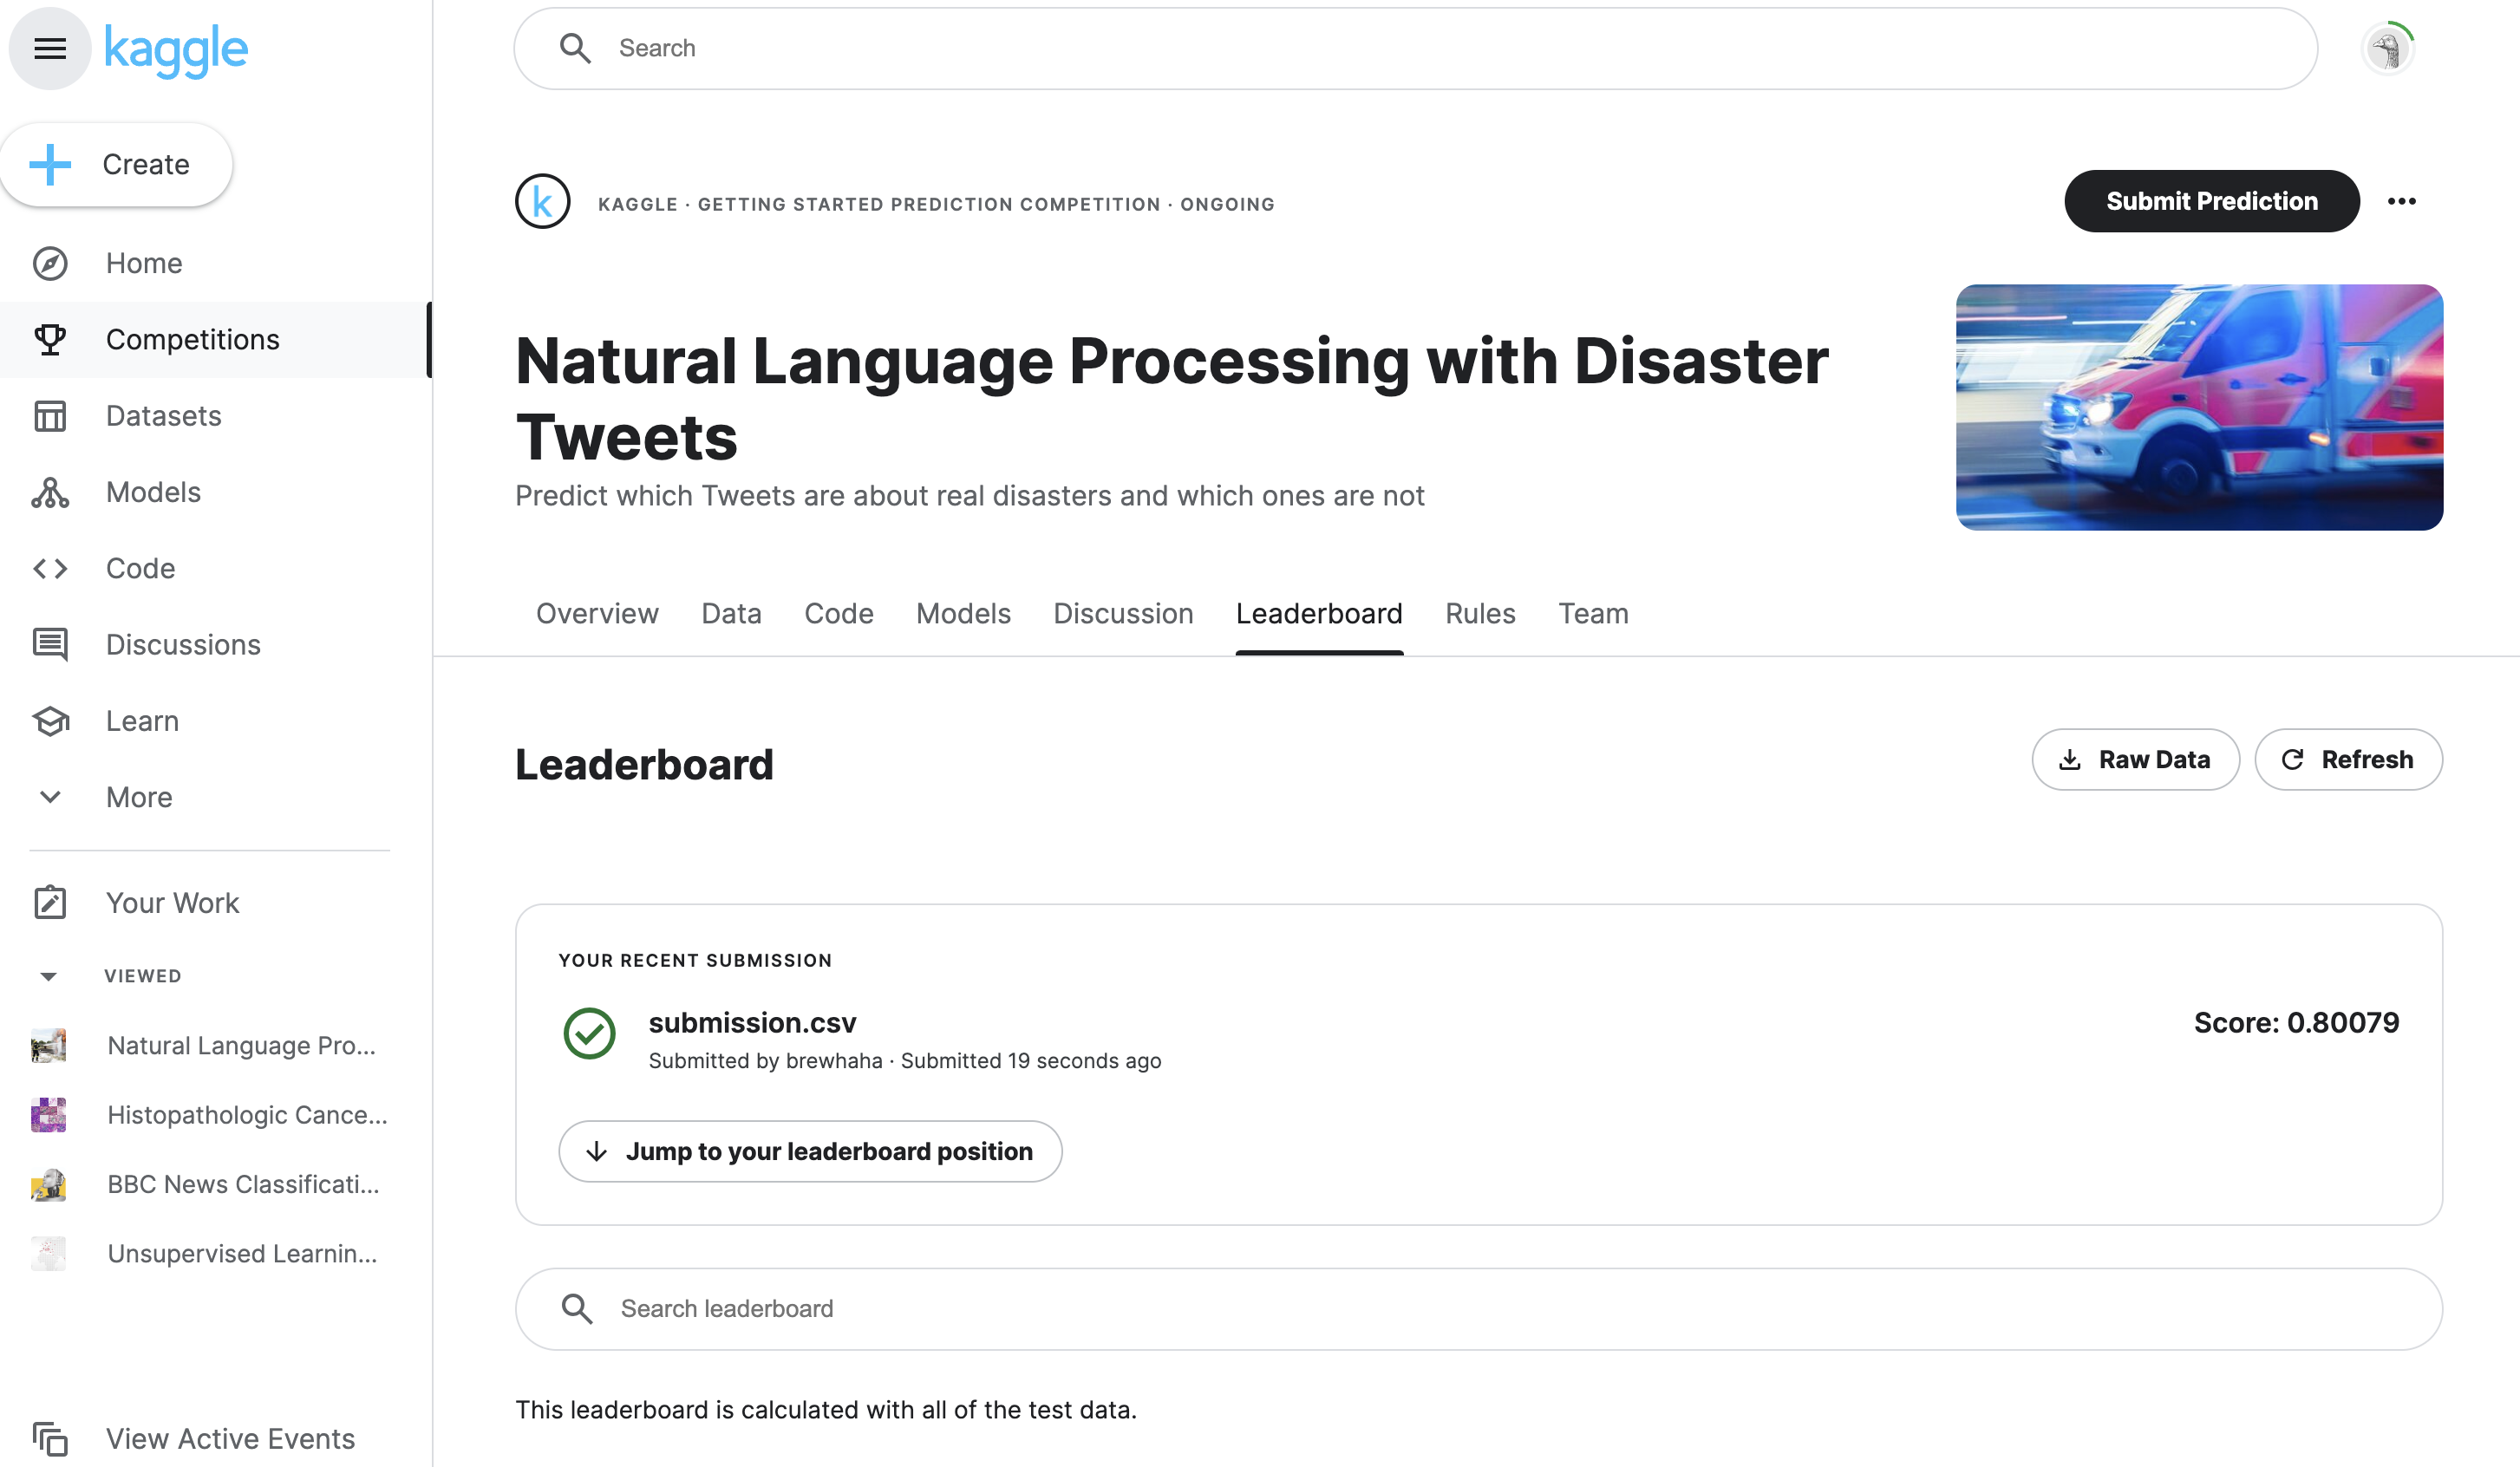 kaggle
Search
Create
Home
Competitions
Datasets
Models
Code
Discussions
Learn
More
Your Work
VIEWED
Natural Language Pro...
Histopathologic Cance...
BBC News Classificati...
Unsupervised Learnin...
View Active Events
k
KAGGLE · GETTING STARTED PREDICTION COMPETITION · ONGOING
Submit Prediction
Natural Language Processing with Disaster
Tweets
Predict which Tweets are about real disasters and which ones are not
Overview Data Code Models Discussion Leaderboard Rules Team
Leaderboard
Raw Data
Refresh
YOUR RECENT SUBMISSION
submission.csv
Score: 0.80079
Submitted by brewhaha · Submitted 19 seconds ago
Jump to your leaderboard position
Search leaderboard
This leaderboard is calculated with all of the test data.